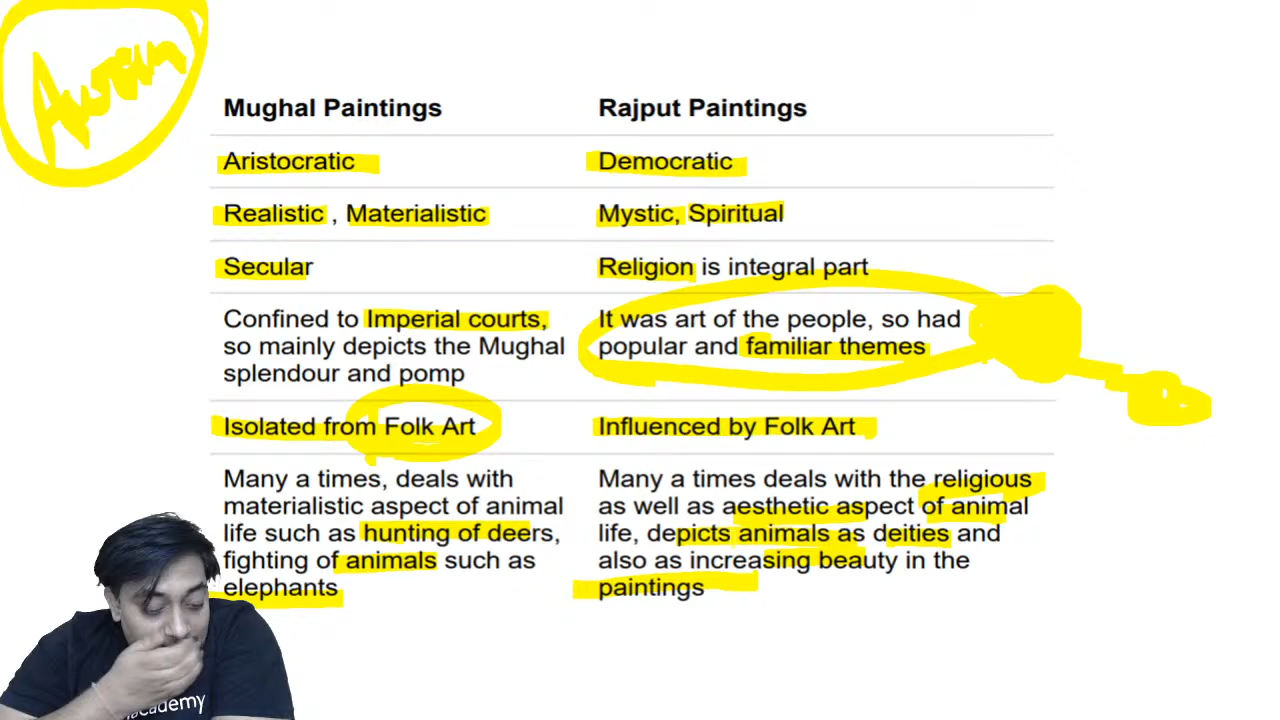 Mughal Paintings Rajput Paintings
Aristocratic Democratic
Realistic , Materialistic Mystic, Spiritual
Secular Religion is integral part
Confined to Imperial courts,
so mainly depicts the Mughal
splendour and pomp
It was art of the people, so had
popular and familiar themes
Isolated from Folk Art Influenced by Folk Art
Many a times, deals with
materialistic aspect of animal
life such as hunting of deers,
fighting of animals such as
elephants
Many a times deals with the religious
as well as aesthetic aspect of animal
life, depicts animals as deities and
also as increasing beauty in the
paintings